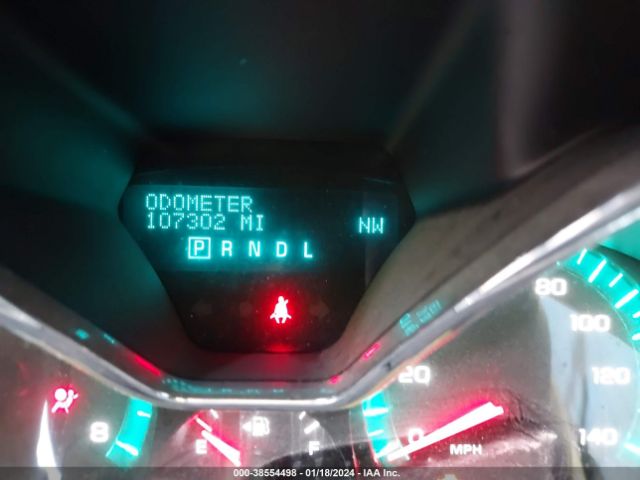 ODOMETER
107302 MI
NW
P R N D L
80
100
20
120
8
E
F
0
MPH
140
000-38554498 - 01/18/2024 - IAA Inc.